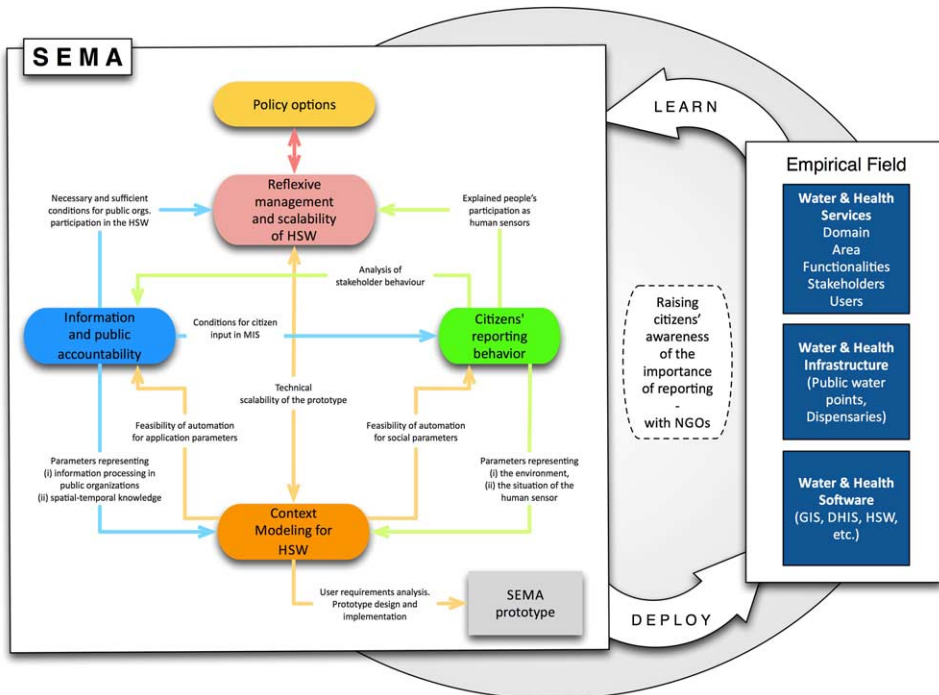 SEMA
Policy options
Reflexive
management
and scalability
of HSW
Necessary and sufficient
conditions for public orgs.
participation in the HSW
Explained people's
participation as
human sensors
Analysis of
stakeholder behaviour
Information
and public
accountability
Conditions for citizen
input in MIS
Citizens'
reporting
behavior
Technical
scalability of the prototype
Feasibility of automation
for application parameters
Feasibility of automation
for social parameters
Parameters representing
(i) information processing in
public organizations
(ii) spatial-temporal knowledge
Parameters representing
(i) the environment,
(ii) the situation of the
human sensor
Context
Modeling for
HSW
User requirements analysis.
Prototype design and
implementation
SEMA
prototype
LEARN
Raising
citizens'
awareness
of the
importance
of reporting
-
with NGOs
DEPLOY
Empirical Field
Water & Health
Services
Domain
Area
Functionalities
Stakeholders
Users
Water & Health
Infrastructure
(Public water
points,
Dispensaries)
Water & Health
Software
(GIS, DHIS, HSW,
etc.)